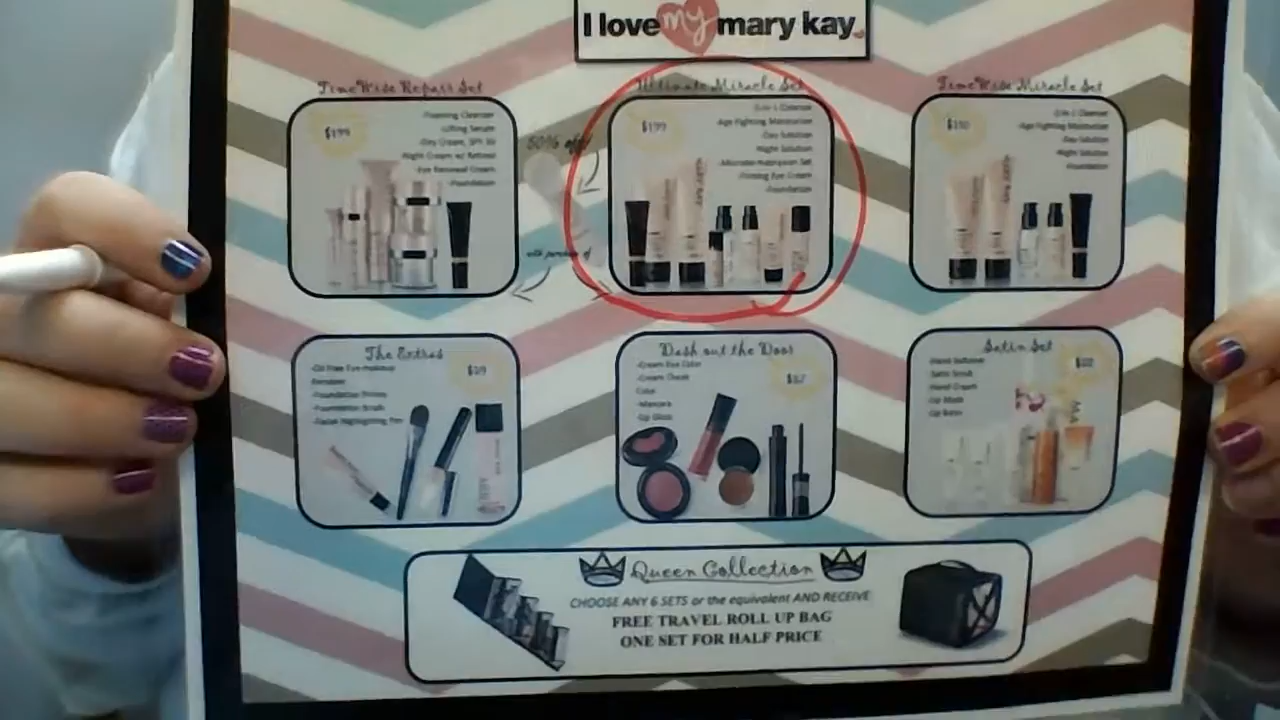 I love my mary kay.
TimeWise Repair Set
$199
Foaming Cleanser
Lifting Serum
Day Cream, SPF 30
Night Cream w/ Retinol
Eye Renewal Cream
Foundation
50% off!
with purchase of
Ultimate Miracle Set
$199
3-in-1 Cleanse
Age Fighting Moisturizer
Day Solution
Night Solution
Microdermabrasion Set
Firming Eye Cream
Foundation
TimeWise Miracle Set
3-in-1 Cleanse
Age Fighting Moisturizer
Day Solution
Night Solution
Foundation
The Extras
-Oil Free Eye makeup
Remover
-Foundation Primer
-Foundation Brush
-Facial Highlighting Pen
Dash out the Door
-Cream Eye Color
-Cream Cheek
Color
-Mascara
-Lip Gloss
Satin Set
-Hand Softener
-Satin Scrub
-Hand Cream
-Lip Mask
-Lip Balm
Queen Collection
CHOOSE ANY 6 SETS or the equivalent AND RECEIVE
FREE TRAVEL ROLL UP BAG
ONE SET FOR HALF PRICE